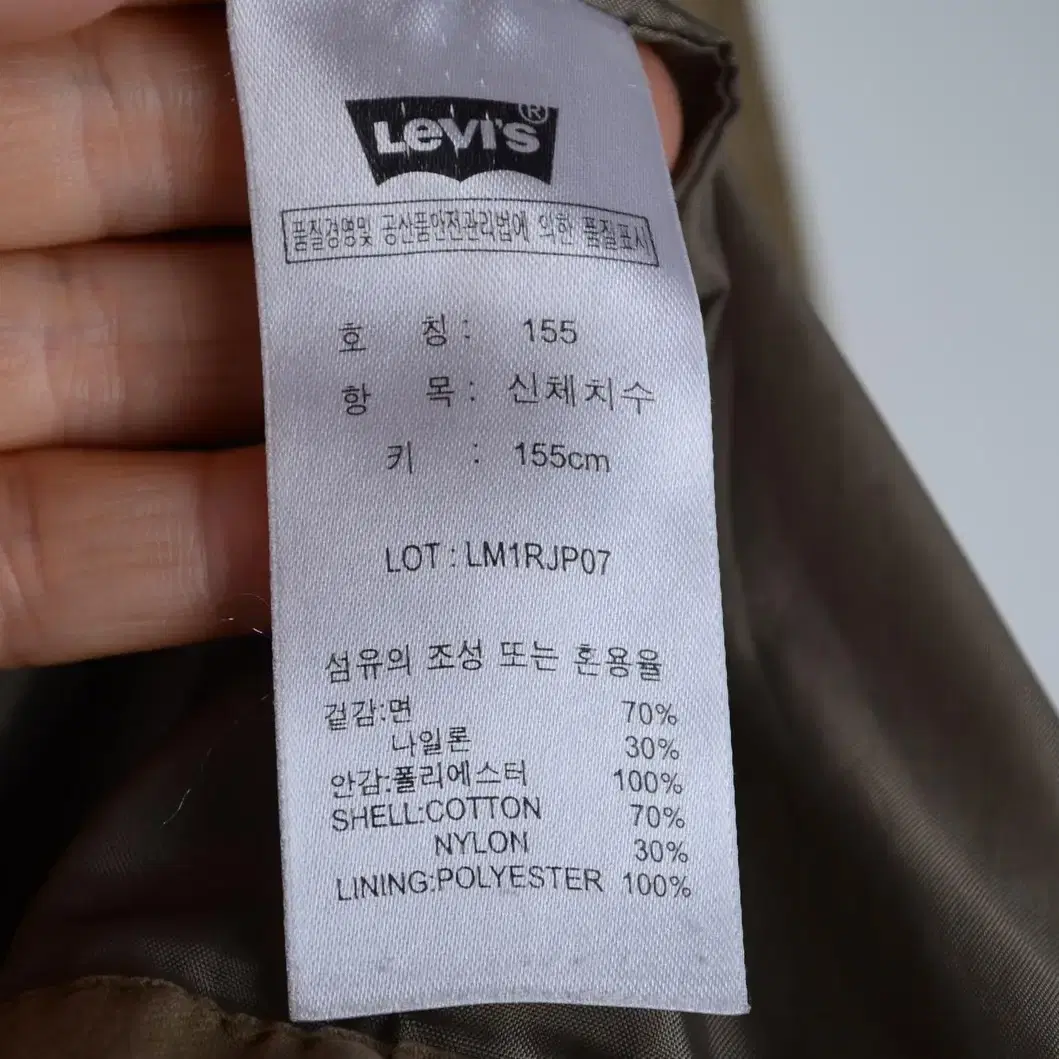 LEVI'S®
품질경영및 공산품안전관리법에 의한 품질표시
호 칭: 155
항 목: 신체치수
키 : 155cm
LOT : LM1RJP07
섬유의 조성 또는 혼용율
겉감:면 70%
나일론 30%
안감:폴리에스터 100%
SHELL:COTTON 70%
NYLON 30%
LINING:POLYESTER 100%